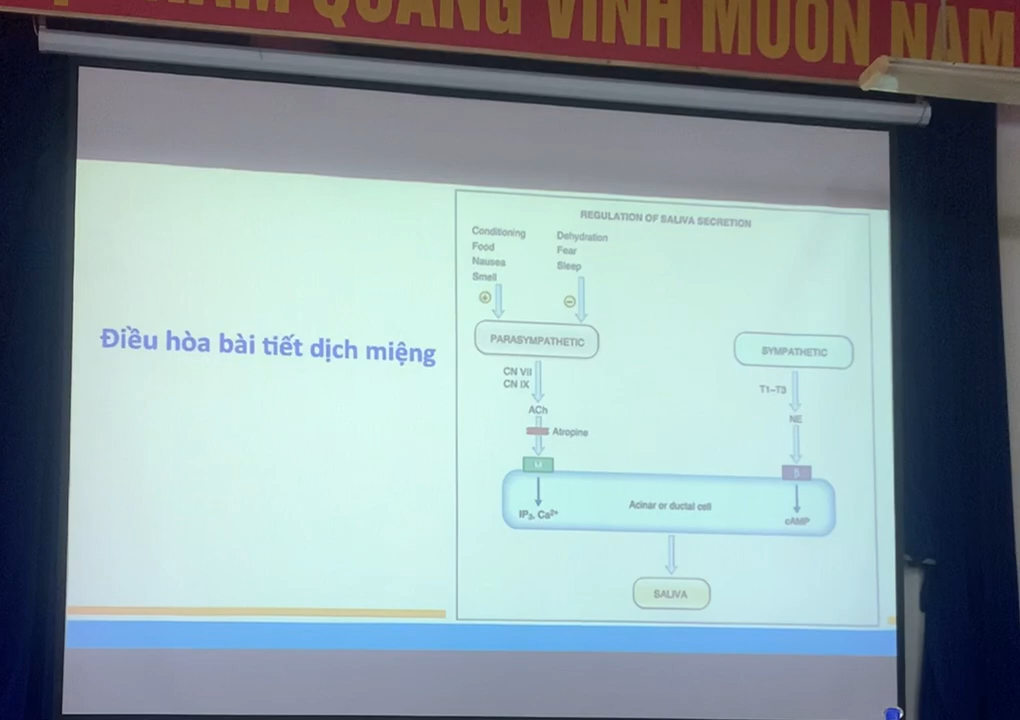 NAM QUANG VINH MUÔN NĂM
REGULATION OF SALIVA SECRETION
Conditioning
Food
Nausea
Smell
Dehydration
Fear
Sleep
+
−
Điều hòa bài tiết dịch miệng
PARASYMPATHETIC
SYMPATHETIC
CN VII
CN IX
T1–T3
ACh
NE
Atropine
M
β
Acinar or ductal cell
IP₃, Ca²⁺
cAMP
SALIVA